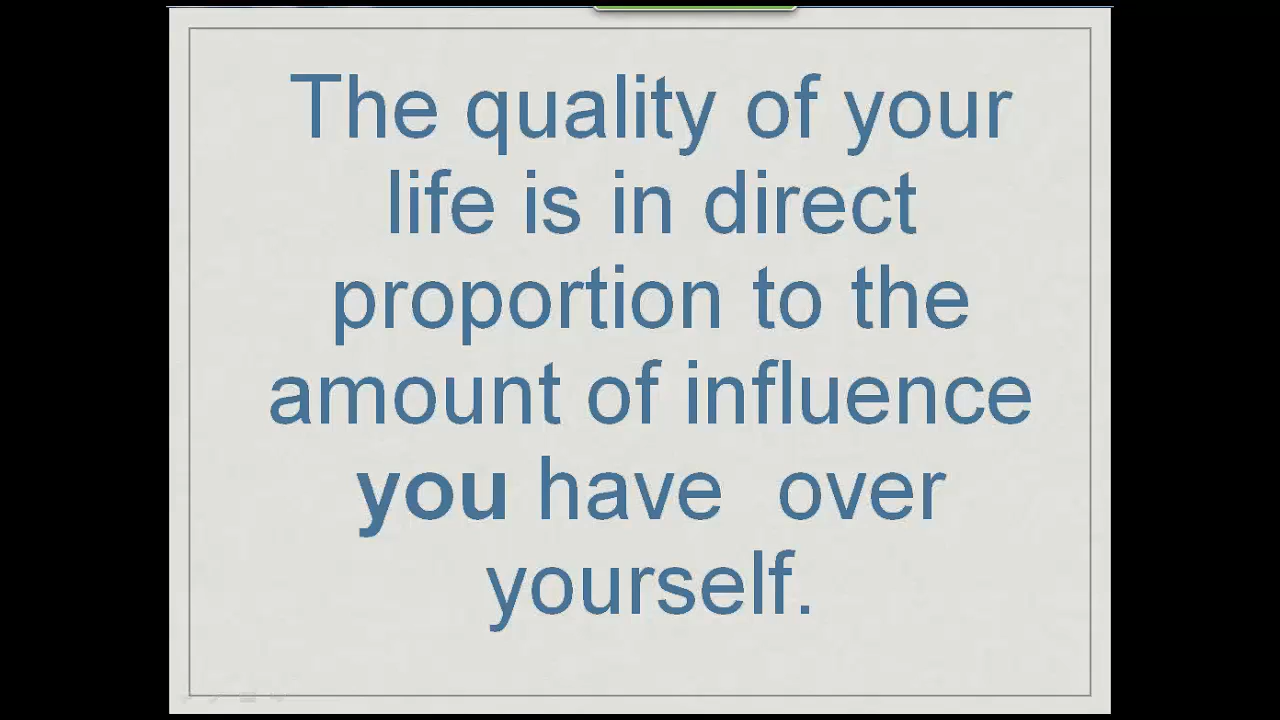 The quality of your
life is in direct
proportion to the
amount of influence
you have  over
yourself.